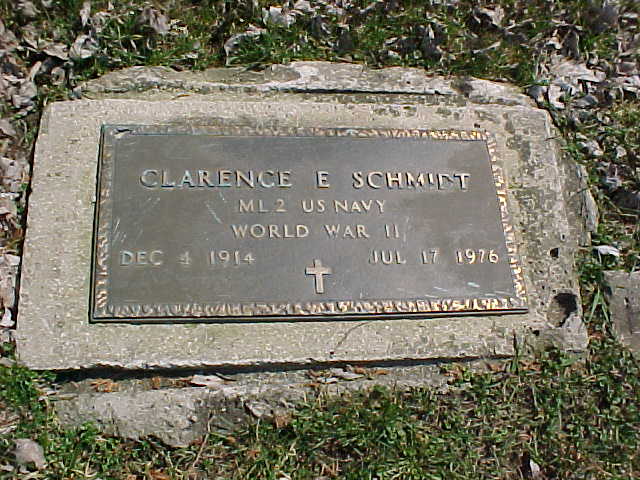 CLARENCE E SCHMIDT
ML2 US NAVY
WORLD WAR II
DEC 4 1914 JUL 17 1976